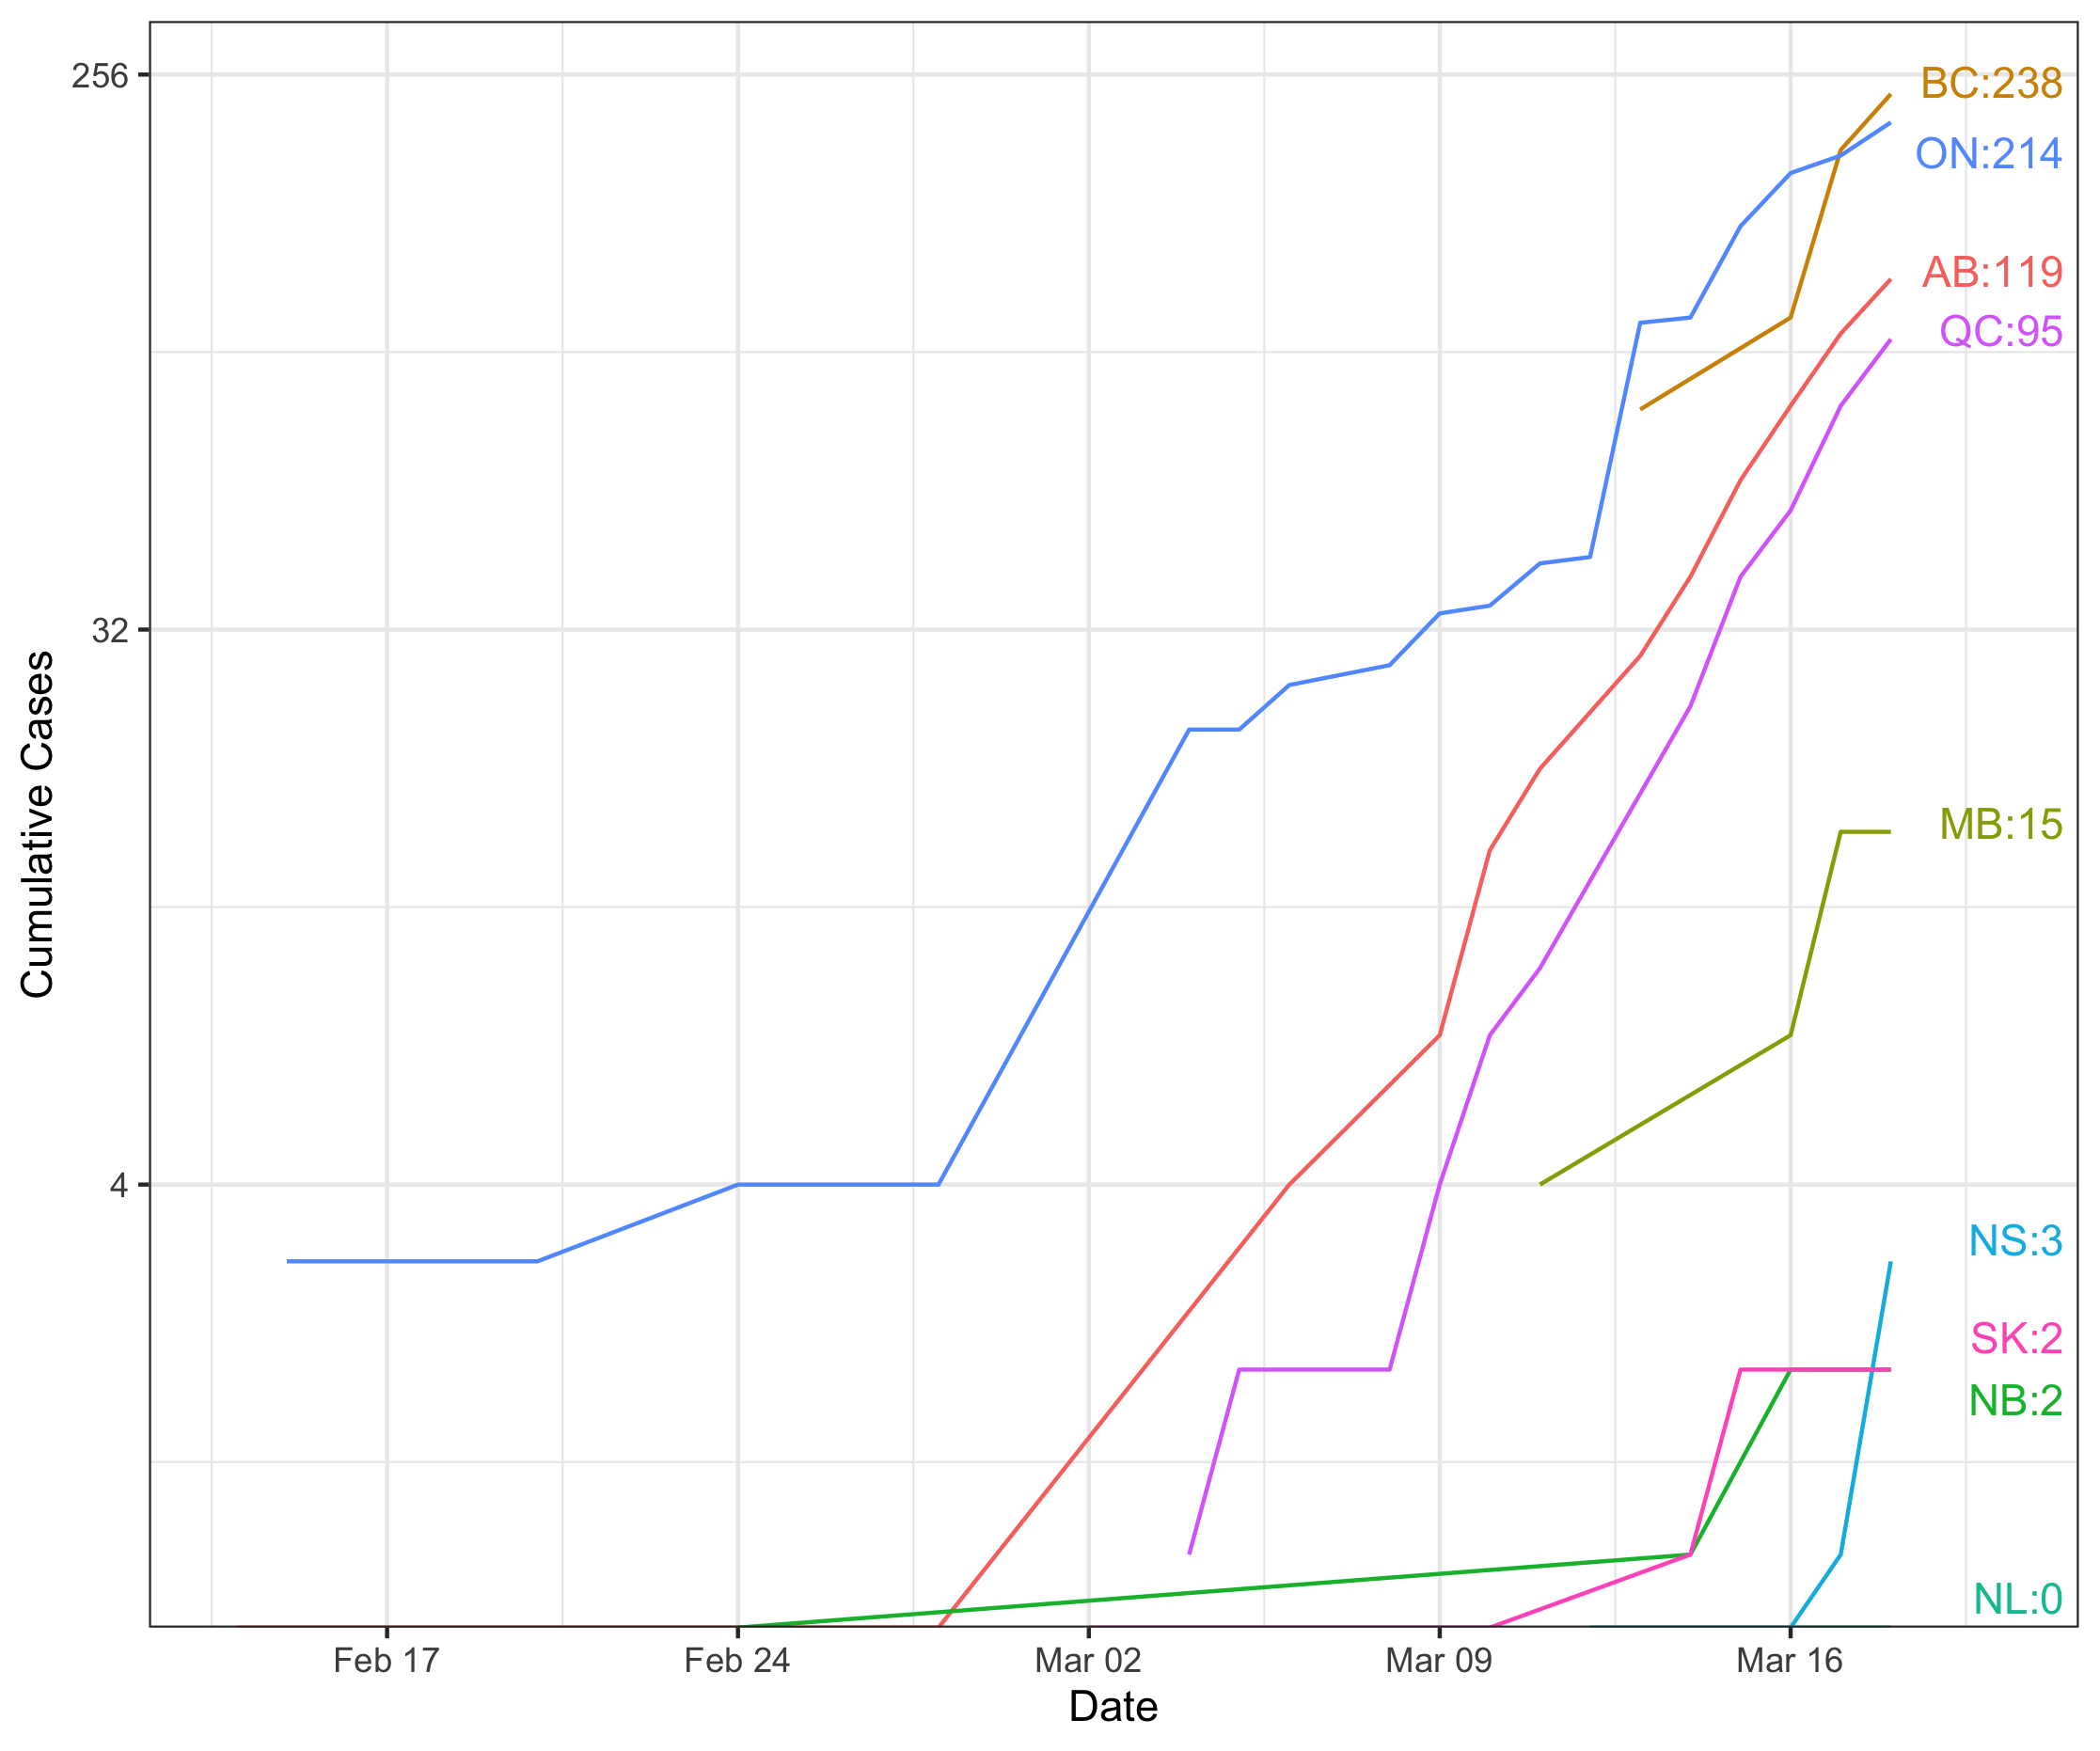 256
32
4
Cumulative Cases
BC:238
ON:214
AB:119
QC:95
MB:15
NS:3
SK:2
NB:2
NL:0
Feb 17
Feb 24
Mar 02
Mar 09
Mar 16
Date